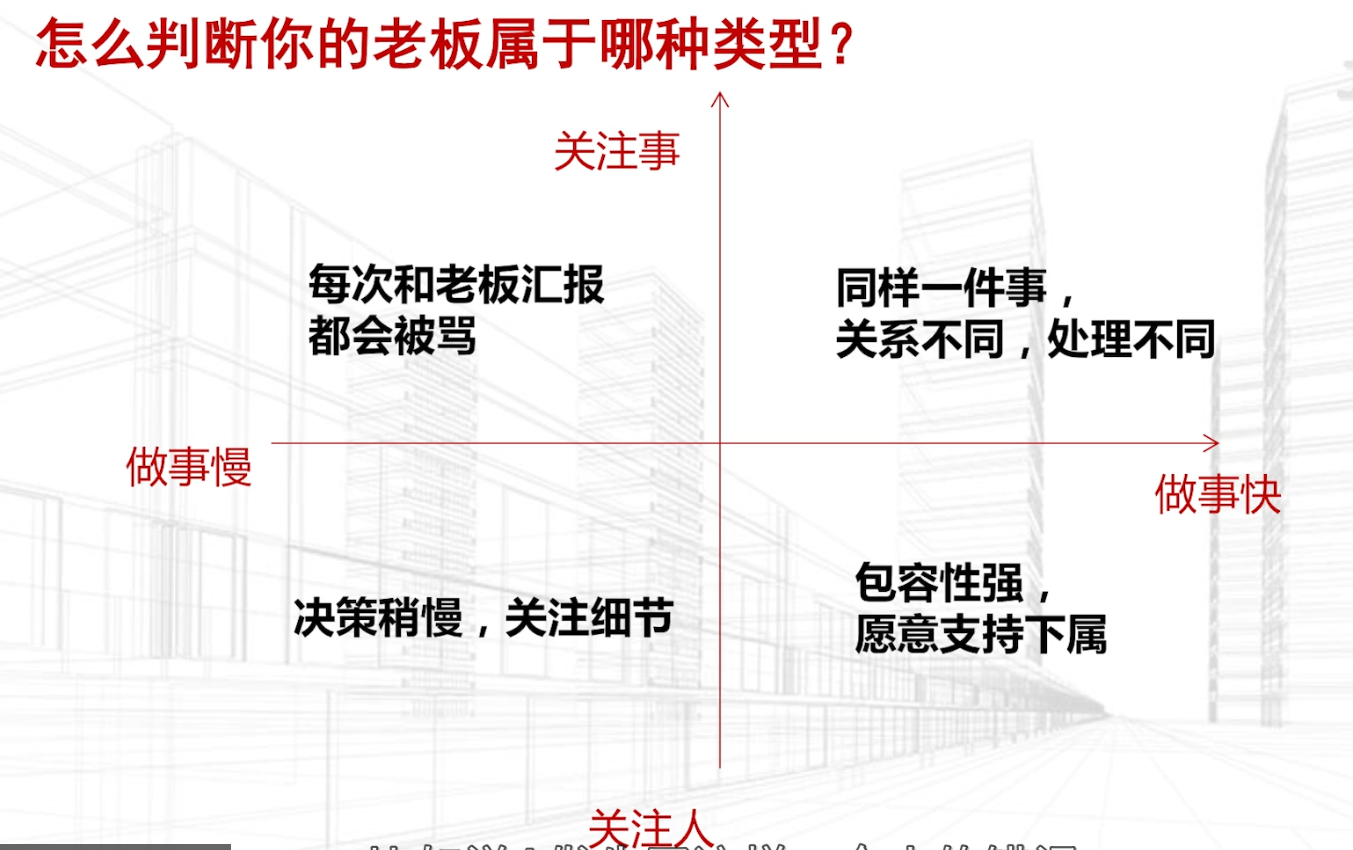 怎么判断你的老板属于哪种类型？
关注事
每次和老板汇报
都会被骂
同样一件事，
关系不同，处理不同
做事慢
做事快
决策稍慢，关注细节
包容性强，
愿意支持下属
关注人